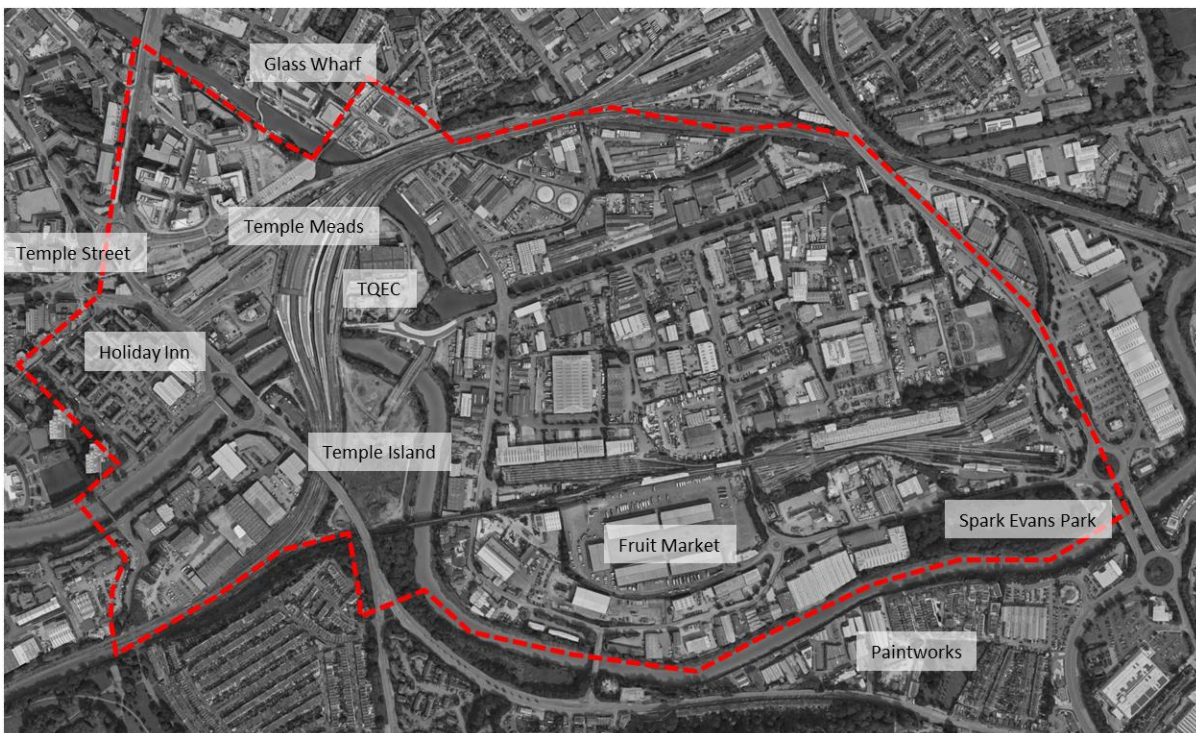 Glass Wharf
Temple Meads
Temple Street
TQEC
Holiday Inn
Temple Island
Spark Evans Park
Fruit Market
Paintworks